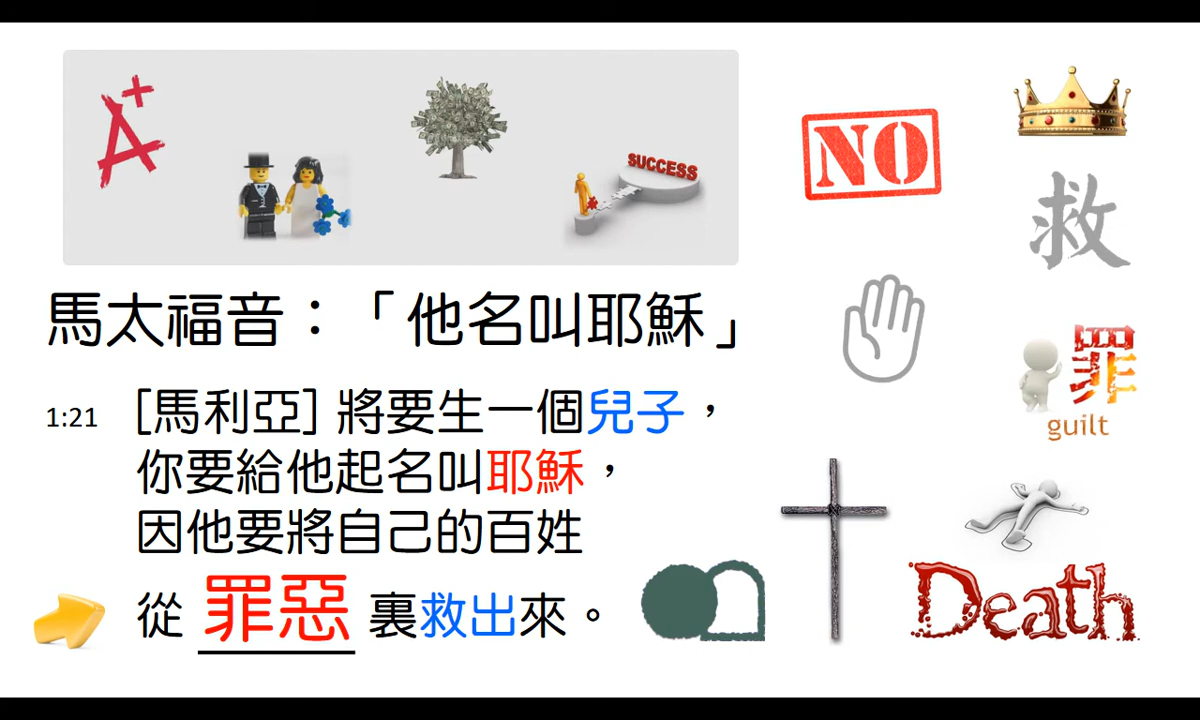 A+
SUCCESS
NO
救
馬太福音：「他名叫耶穌」
罪
guilt
1:21 [馬利亞] 將要生一個兒子，
你要給他起名叫耶穌，
因他要將自己的百姓
從 罪惡 裏救出來。
Death